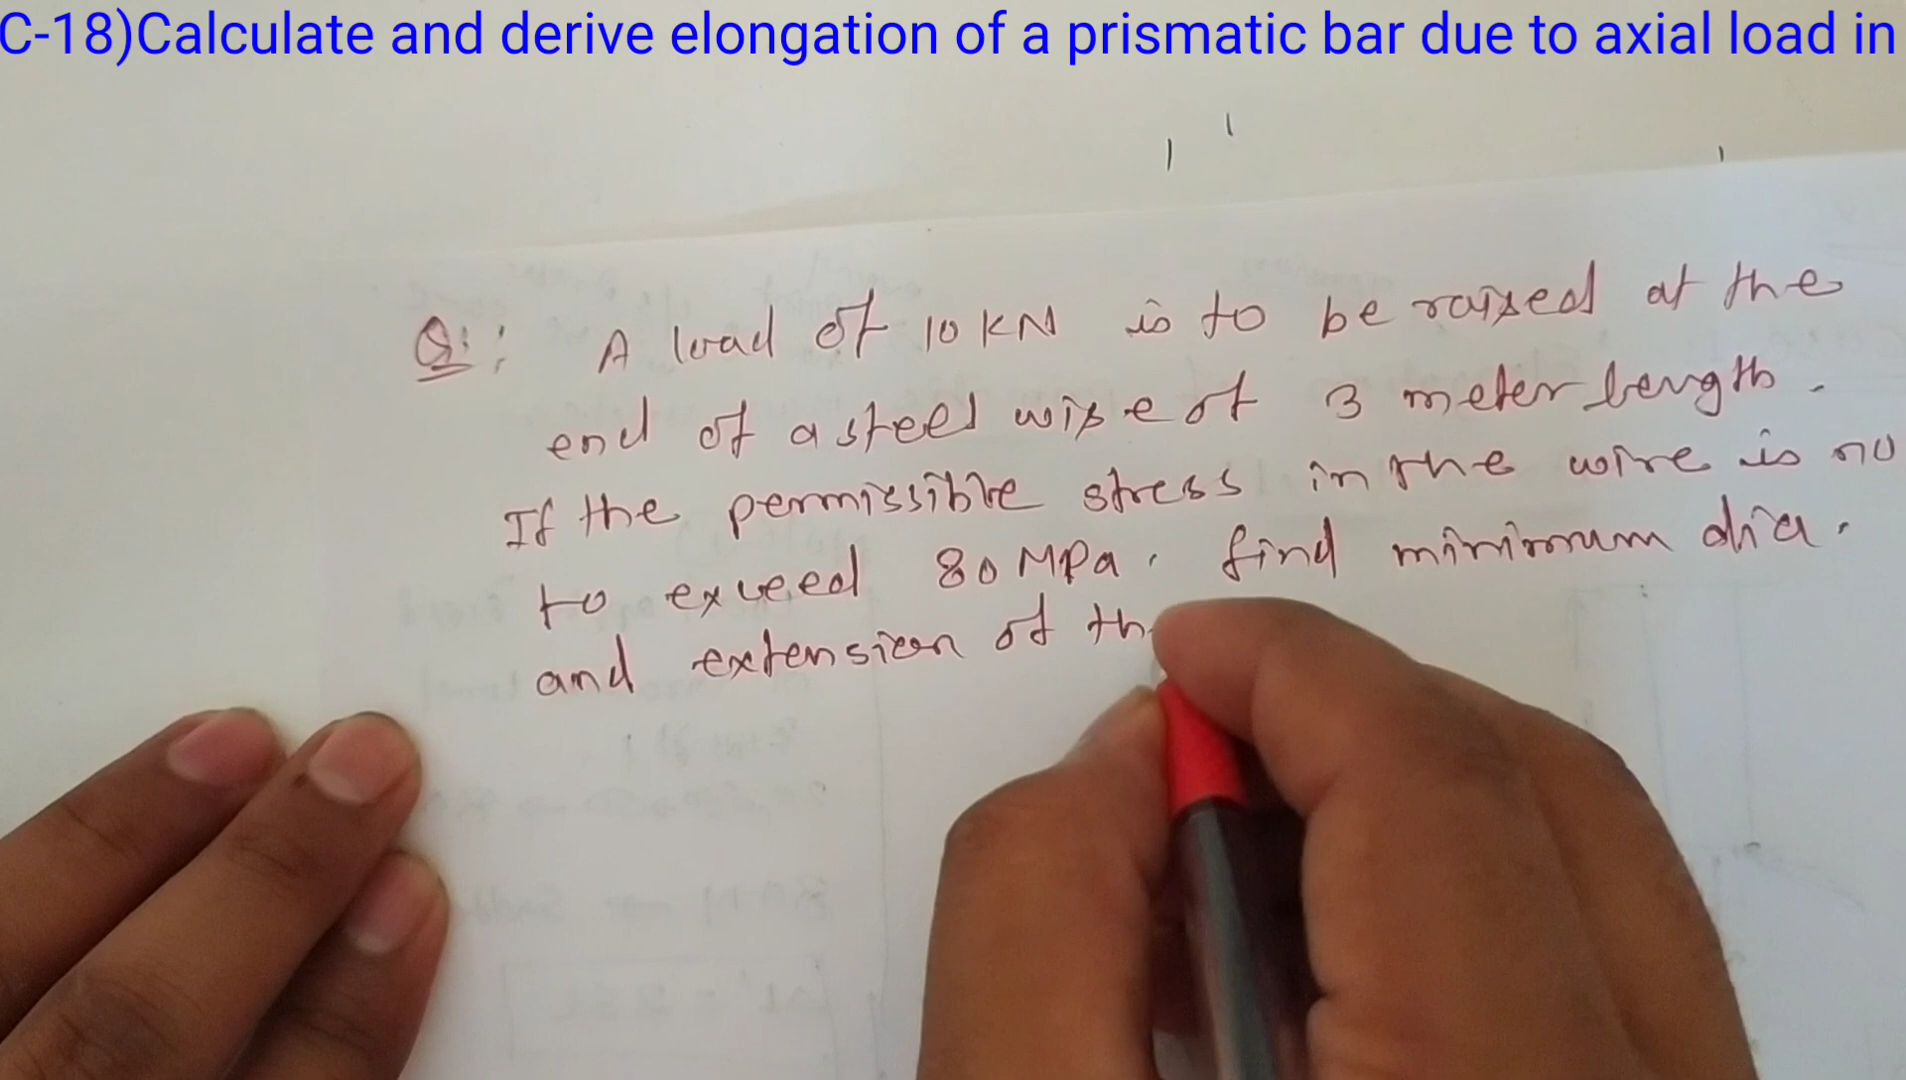 C-18)Calculate and derive elongation of a prismatic bar due to axial load in
Q: A load of 10 KN is to be raised at the
end of a steel wire of 3 meter length.
If the permissible stress in the wire is no
to exceed 80 MPa. find minimum dia.
and extension of th